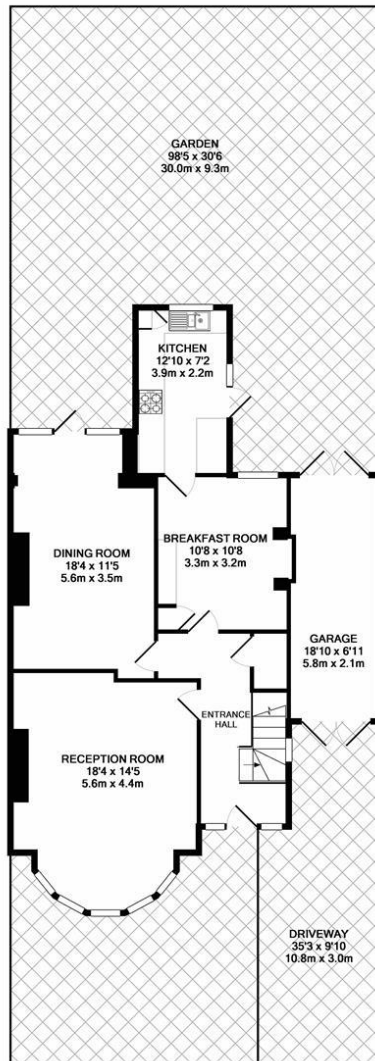 GARDEN
98'5 x 30'6
30.0m x 9.3m
KITCHEN
12'10 x 7'2
3.9m x 2.2m
BREAKFAST ROOM
10'8 x 10'8
3.3m x 3.2m
DINING ROOM
18'4 x 11'5
5.6m x 3.5m
GARAGE
18'10 x 6'11
5.8m x 2.1m
ENTRANCE
HALL
RECEPTION ROOM
18'4 x 14'5
5.6m x 4.4m
DRIVEWAY
35'3 x 9'10
10.8m x 3.0m